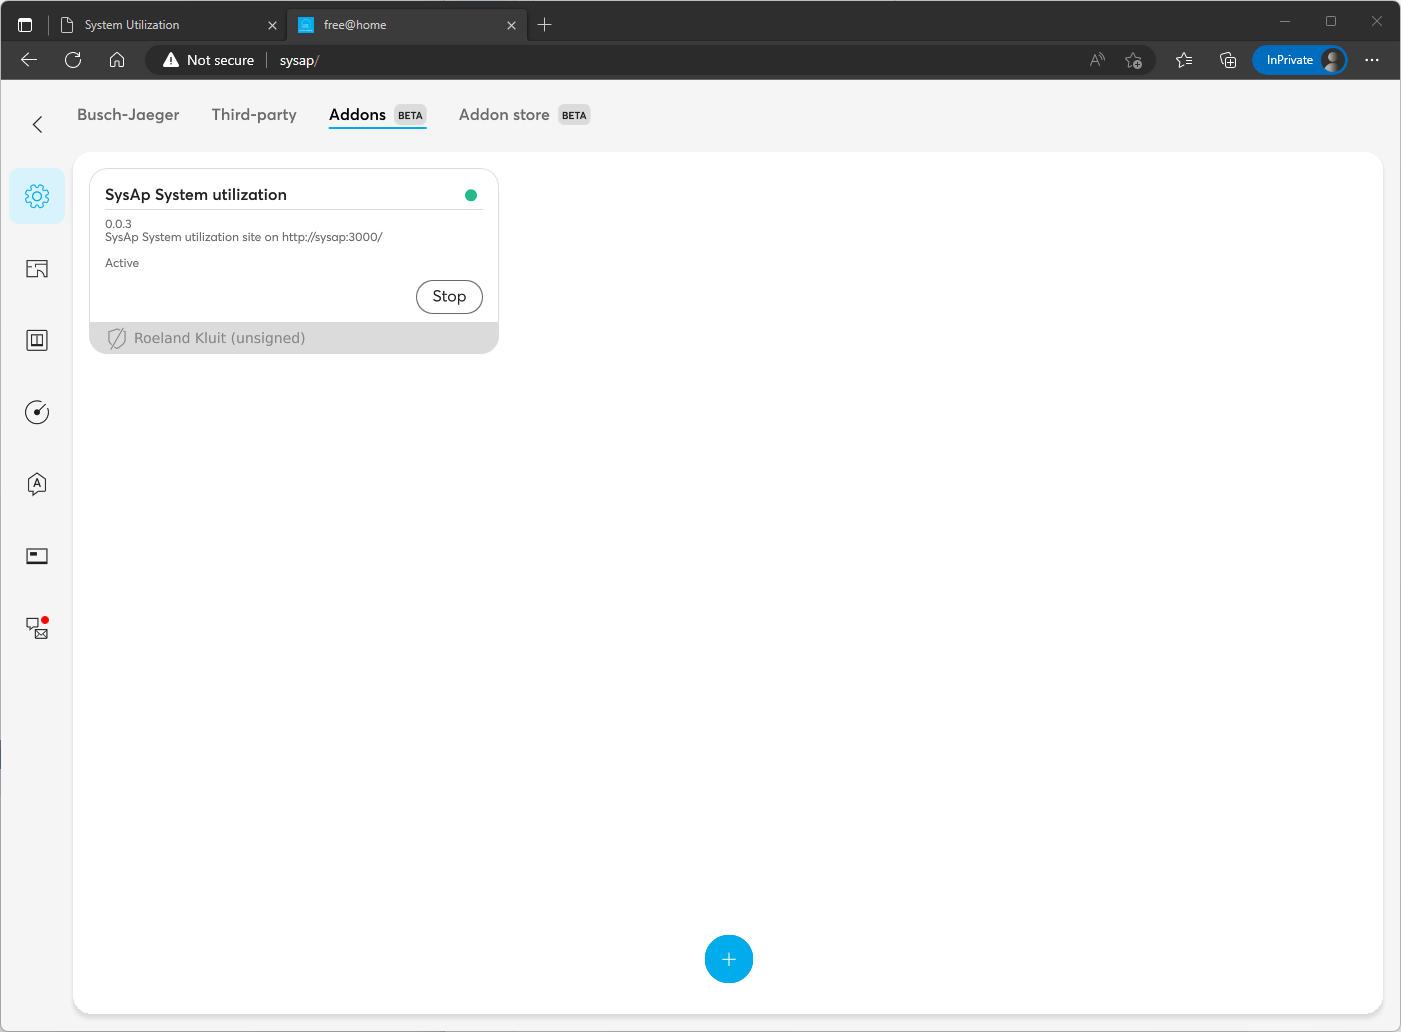 System Utilization
free@home
Not secure
sysap/
InPrivate
Busch-Jaeger
Third-party
Addons BETA
Addon store BETA
SysAp System utilization
0.0.3
SysAp System utilization site on http://sysap:3000/
Active
Stop
Roeland Kluit (unsigned)